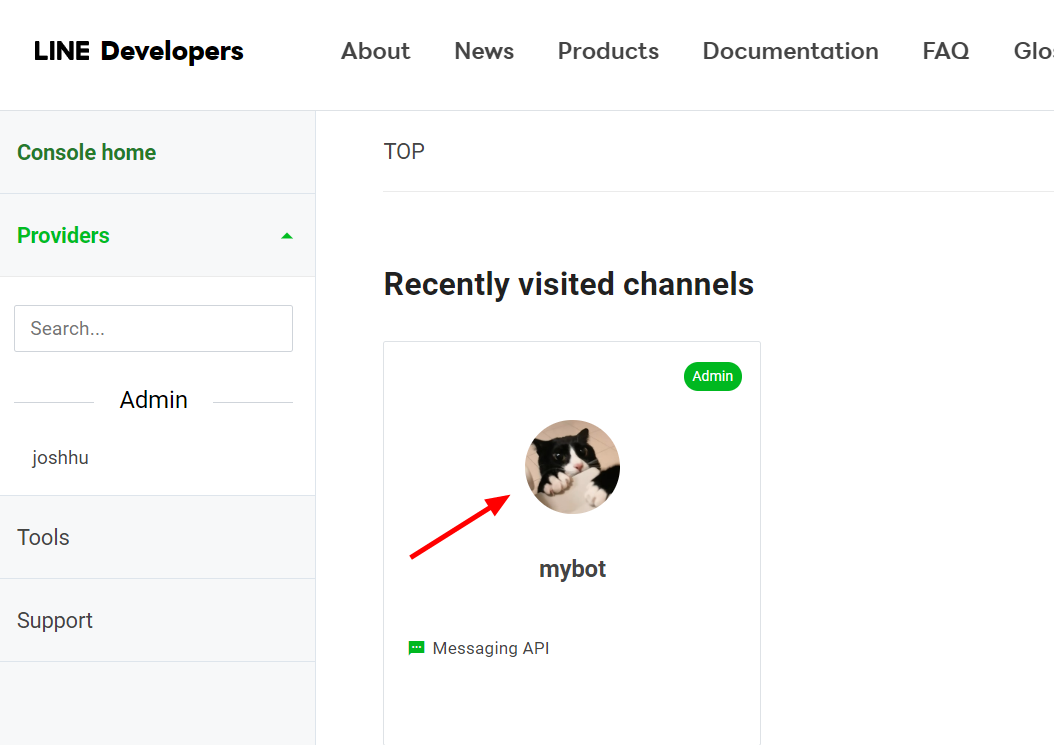 LINE Developers
About News Products Documentation FAQ
Console home
Providers
Search...
Admin
joshhu
Tools
Support
TOP
Recently visited channels
Admin
mybot
Messaging API